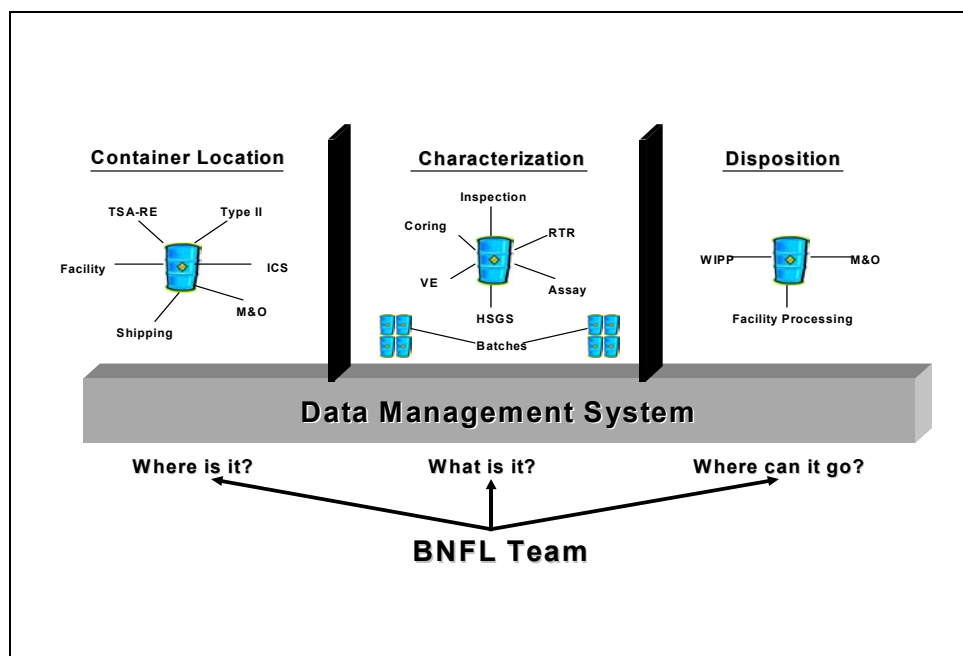 Container Location
TSA-RE
Type II
Facility
ICS
M&O
Shipping
Characterization
Inspection
Coring
RTR
VE
Assay
HSGS
Batches
Disposition
WIPP
M&O
Facility Processing
Data Management System
Where is it?
What is it?
Where can it go?
BNFL Team